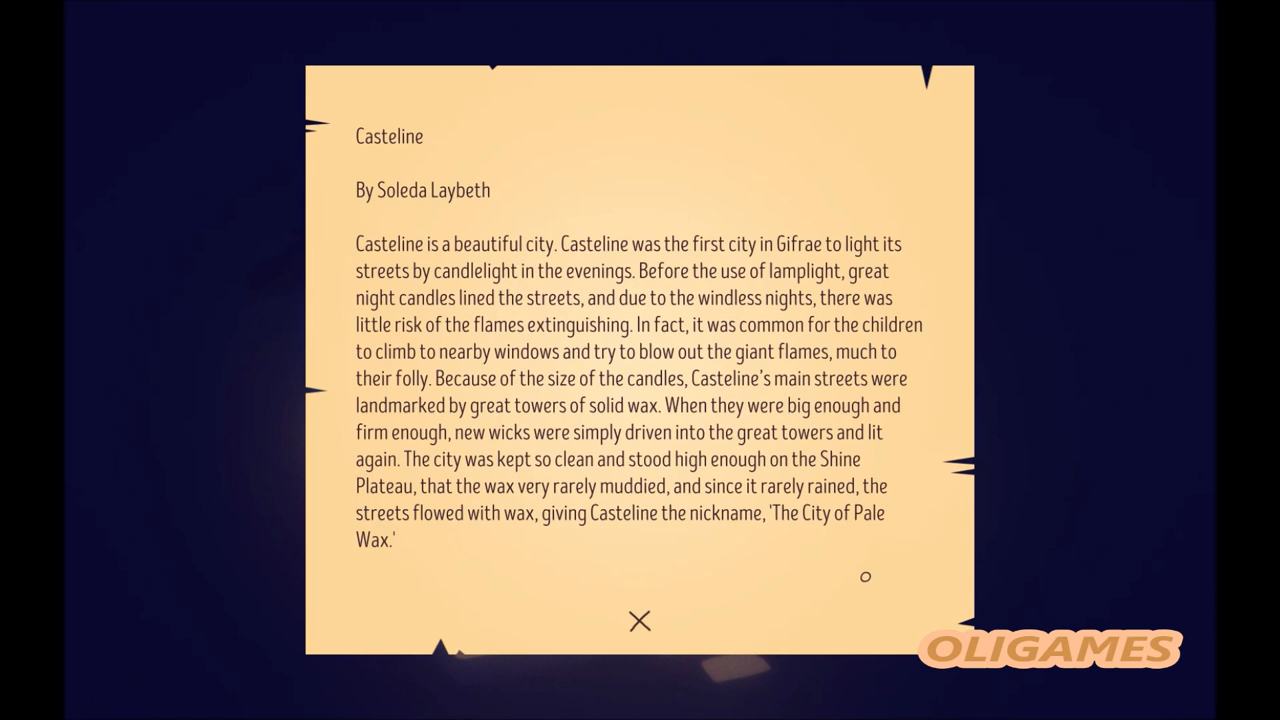 Casteline
By Soleda Laybeth
Casteline is a beautiful city. Casteline was the first city in Gifrae to light its
streets by candlelight in the evenings. Before the use of lamplight, great
night candles lined the streets, and due to the windless nights, there was
little risk of the flames extinguishing. In fact, it was common for the children
to climb to nearby windows and try to blow out the giant flames, much to
their folly. Because of the size of the candles, Casteline’s main streets were
landmarked by great towers of solid wax. When they were big enough and
firm enough, new wicks were simply driven into the great towers and lit
again. The city was kept so clean and stood high enough on the Shine
Plateau, that the wax very rarely muddied, and since it rarely rained, the
streets flowed with wax, giving Casteline the nickname, 'The City of Pale
Wax.'
OLIGAMES